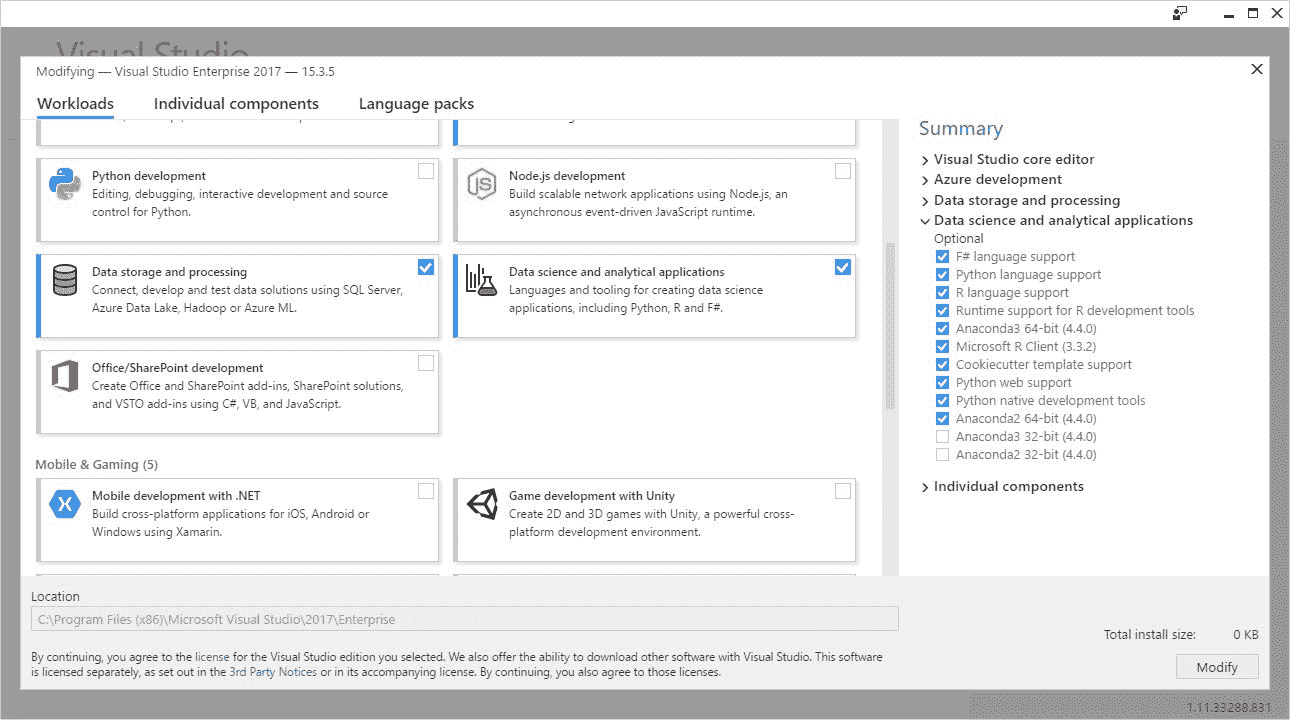 Visual Studio
Modifying — Visual Studio Enterprise 2017 — 15.3.5
Workloads
Individual components
Language packs
Python development
Editing, debugging, interactive development and source
control for Python.
Node.js development
Build scalable network applications using Node.js, an
asynchronous event-driven JavaScript runtime.
Data storage and processing
Connect, develop and test data solutions using SQL Server,
Azure Data Lake, Hadoop or Azure ML.
Data science and analytical applications
Languages and tooling for creating data science
applications, including Python, R and F#.
Office/SharePoint development
Create Office and SharePoint add-ins, SharePoint solutions,
and VSTO add-ins using C#, VB, and JavaScript.
Mobile & Gaming (5)
Mobile development with .NET
Build cross-platform applications for iOS, Android or
Windows using Xamarin.
Game development with Unity
Create 2D and 3D games with Unity, a powerful cross-
platform development environment.
Summary
Visual Studio core editor
Azure development
Data storage and processing
Data science and analytical applications
Optional
F# language support
Python language support
R language support
Runtime support for R development tools
Anaconda3 64-bit (4.4.0)
Microsoft R Client (3.3.2)
Cookiecutter template support
Python web support
Python native development tools
Anaconda2 64-bit (4.4.0)
Anaconda3 32-bit (4.4.0)
Anaconda2 32-bit (4.4.0)
Individual components
Location
C:\Program Files (x86)\Microsoft Visual Studio\2017\Enterprise
By continuing, you agree to the license for the Visual Studio edition you selected. We also offer the ability to download other software with Visual Studio. This software
is licensed separately, as set out in the 3rd Party Notices or in its accompanying license. By continuing, you also agree to those licenses.
Total install size: 0 KB
Modify
1.11.33288.831